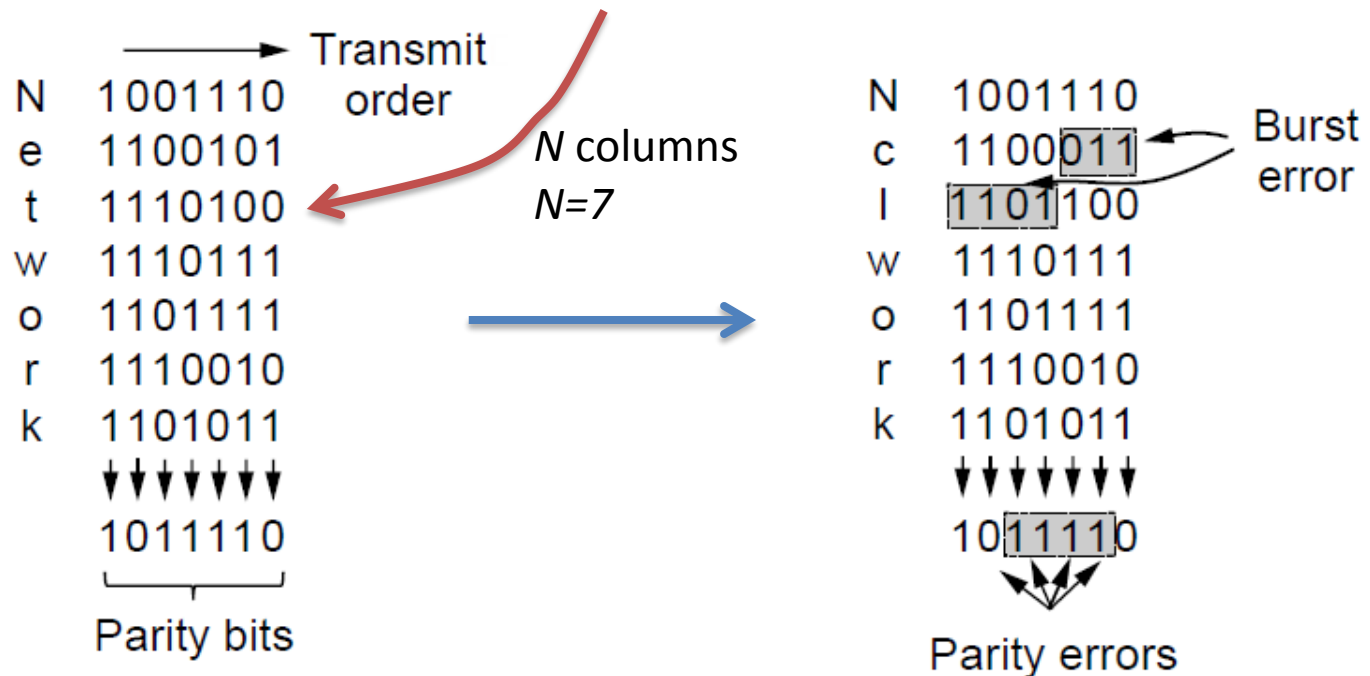 Transmit
order
N 1001110
e 1100101
t 1110100
w 1110111
o 1101111
r 1110010
k 1101011
1011110
Parity bits
N columns
N=7
N 1001110
c 1100011
l 1101100
w 1110111
o 1101111
r 1110010
k 1101011
1011110
Burst
error
Parity errors